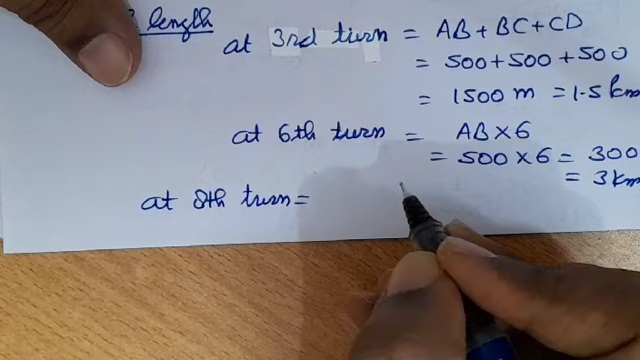 length
at 3rd turn = AB + BC + CD
= 500 + 500 + 500
= 1500 m = 1.5 km
at 6th turn = AB × 6
= 500 × 6 = 300
= 3 km
at 8th turn =